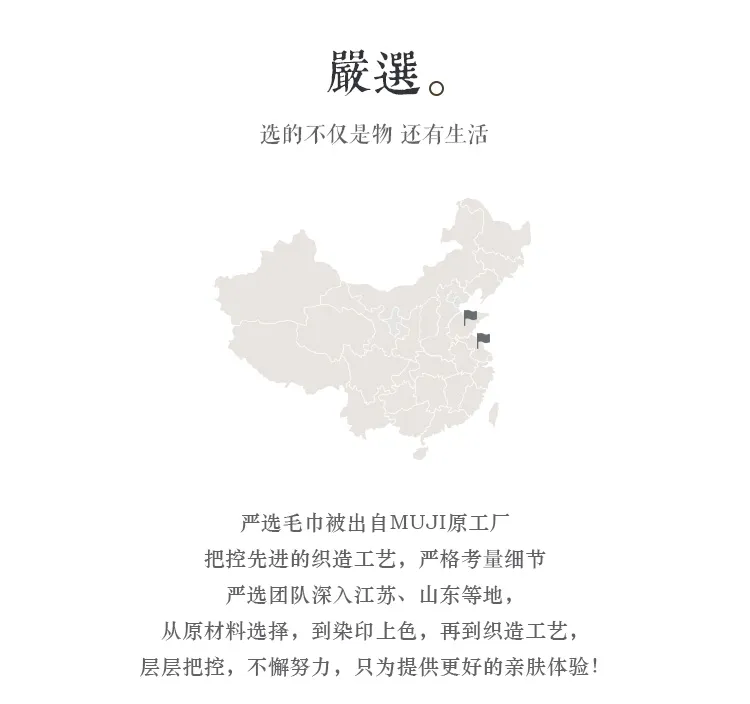 嚴選。
选的不仅是物 还有生活
严选毛巾被出自MUJI原工厂
把控先进的织造工艺，严格考量细节
严选团队深入江苏、山东等地，
从原材料选择，到染印上色，再到织造工艺，
层层把控，不懈努力，只为提供更好的亲肤体验！